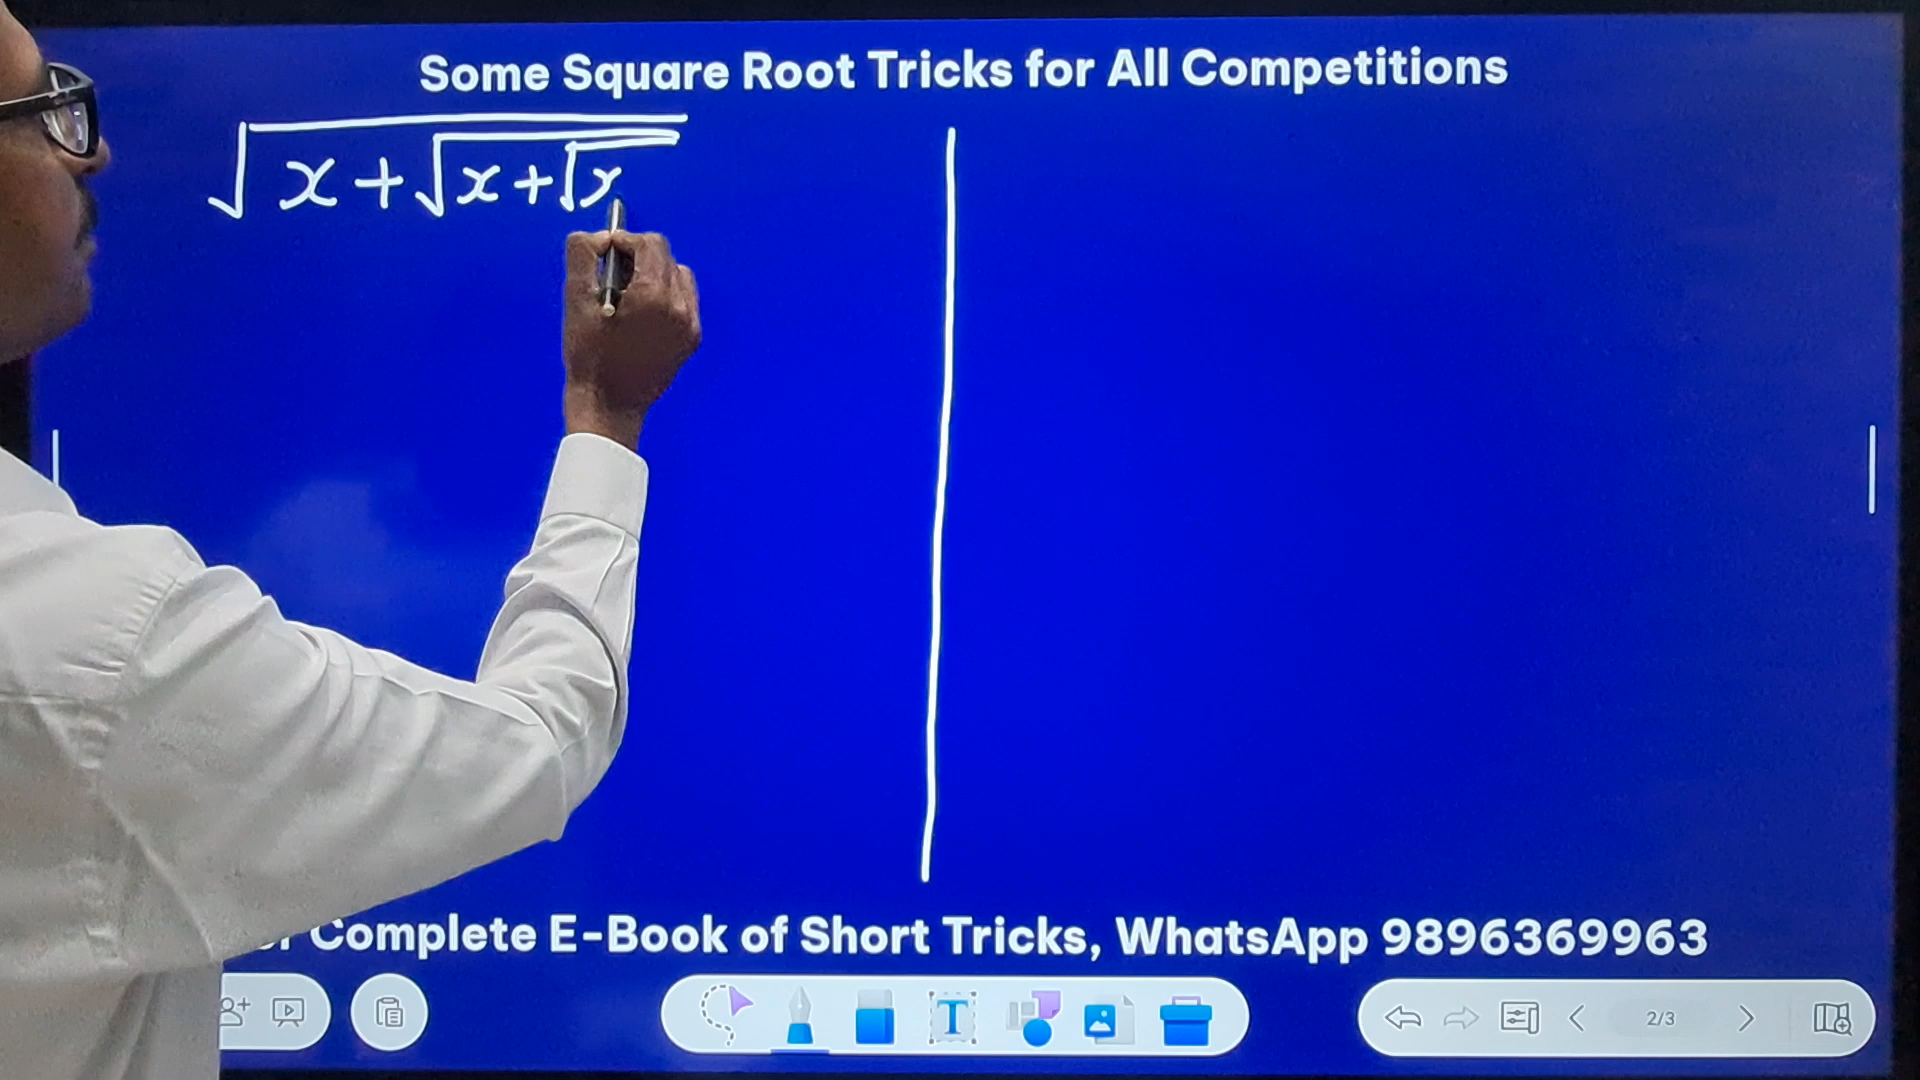 Some Square Root Tricks for All Competitions
√x+√x+√x
Complete E-Book of Short Tricks, WhatsApp 9896369963
T
2/3